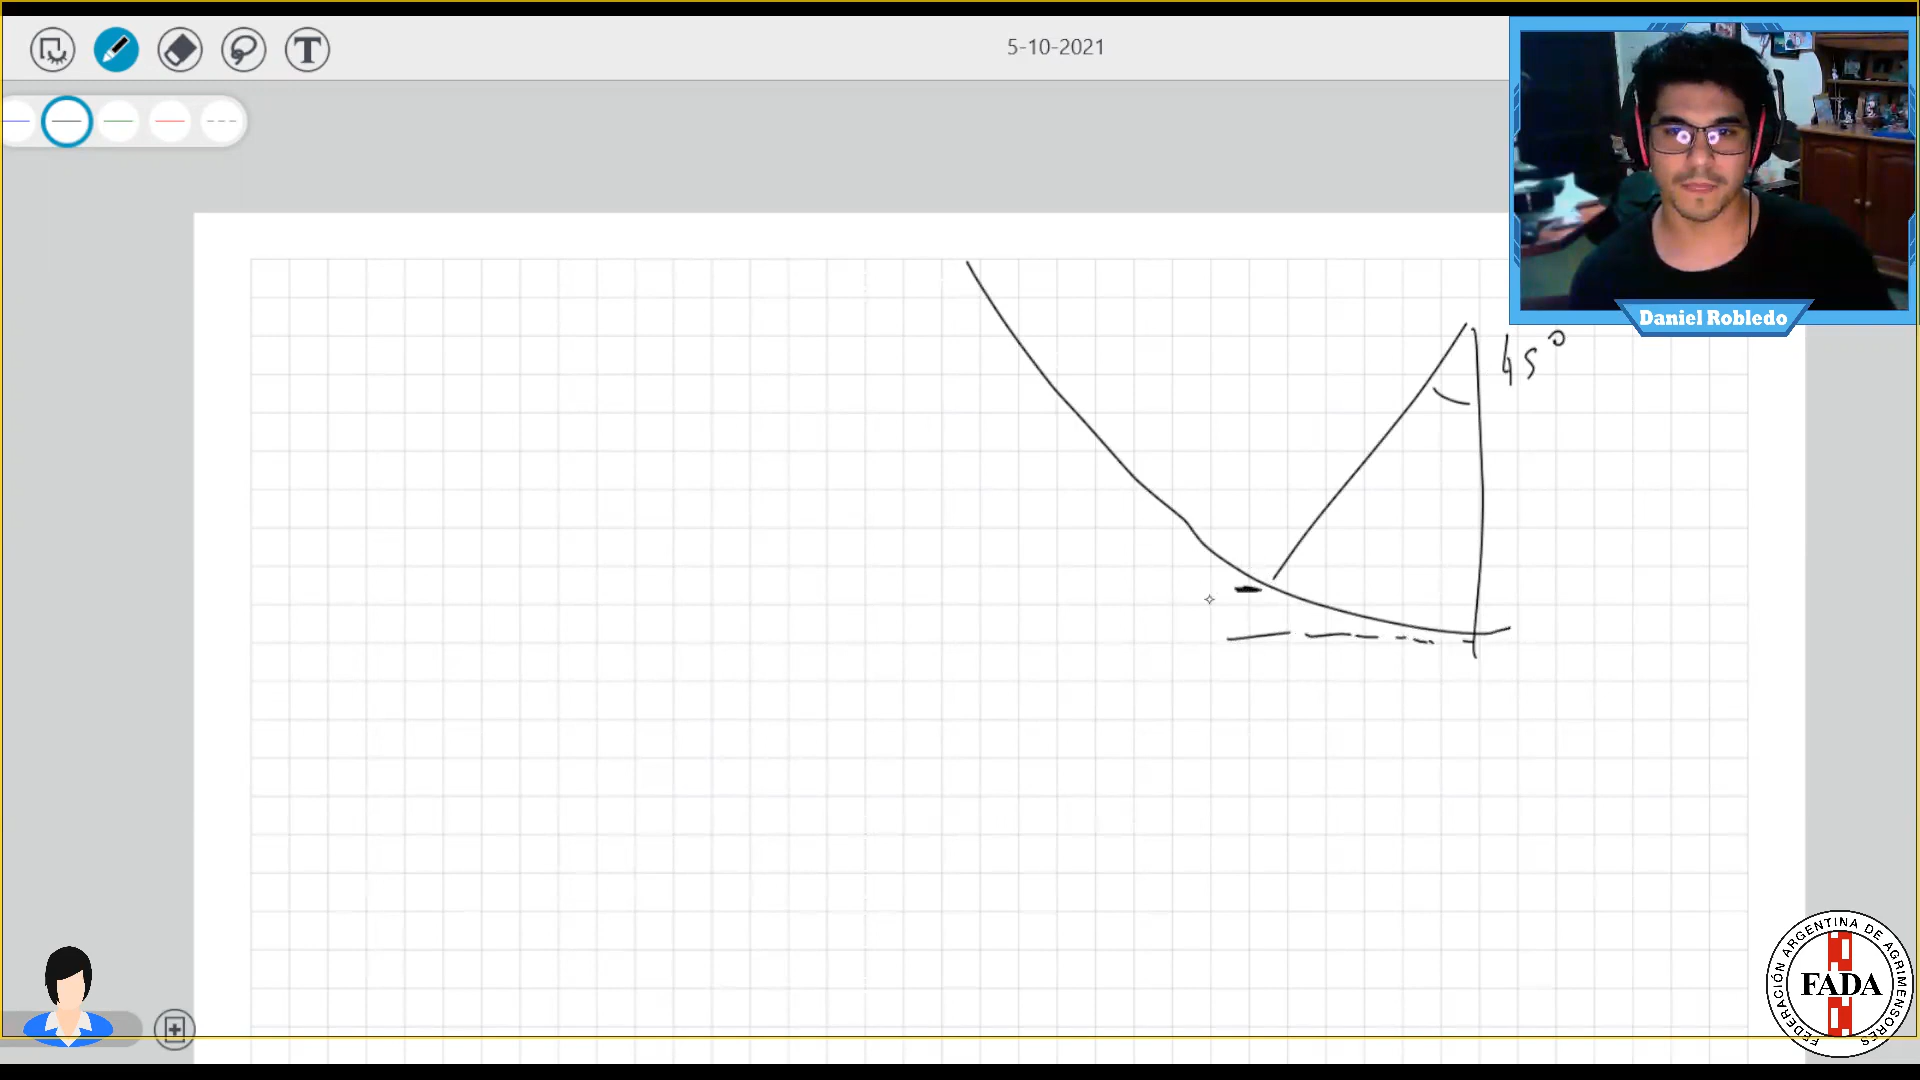 5-10-2021
T
Daniel Robledo
45°
FEDERACIÓN ARGENTINA DE AGRIMENSORES
FADA